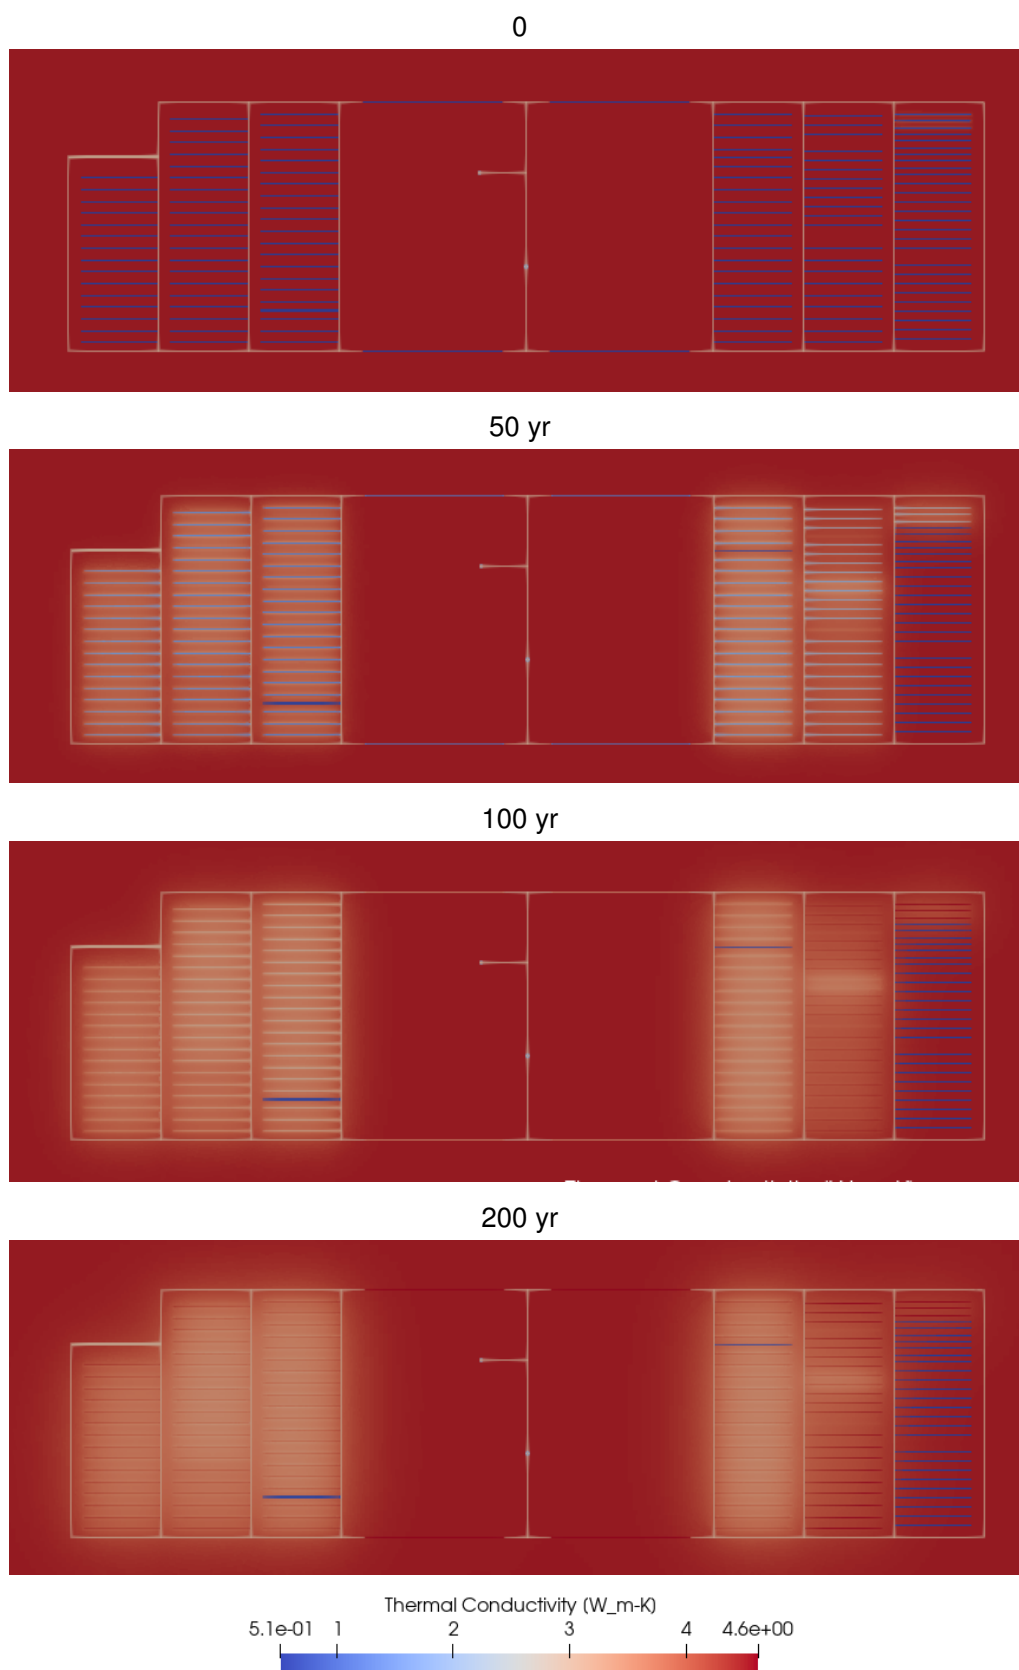 0
50 yr
100 yr
200 yr
Thermal Conductivity (W_m-K)
5.1e-01 1 2 3 4 4.6e+00